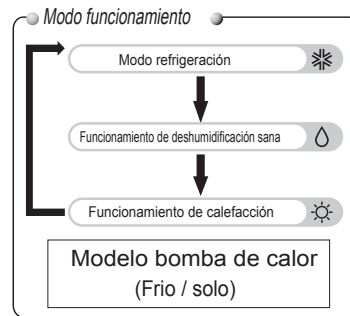 Modo funcionamiento
Modo refrigeración
Funcionamiento de deshumidificación sana
Funcionamiento de calefacción
Modelo bomba de calor
(Frio / solo)